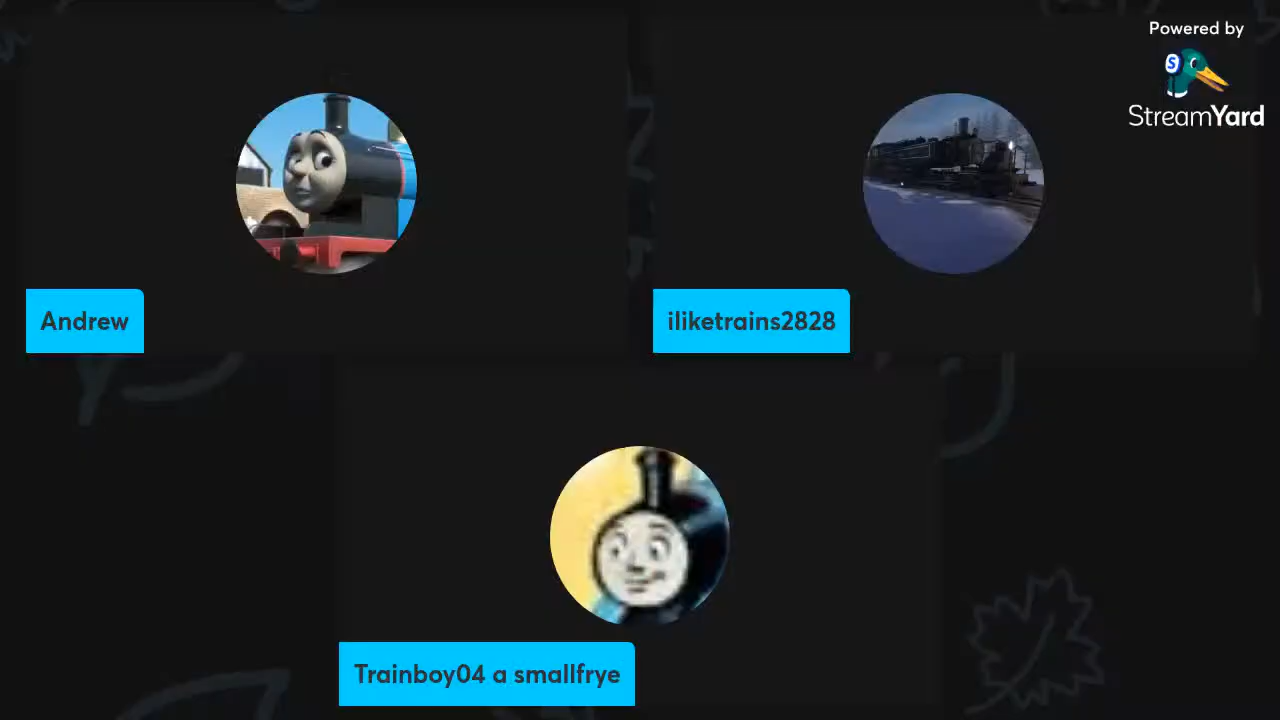 Powered by
S
StreamYard
Andrew
iliketrains2828
Trainboy04 a smallfrye